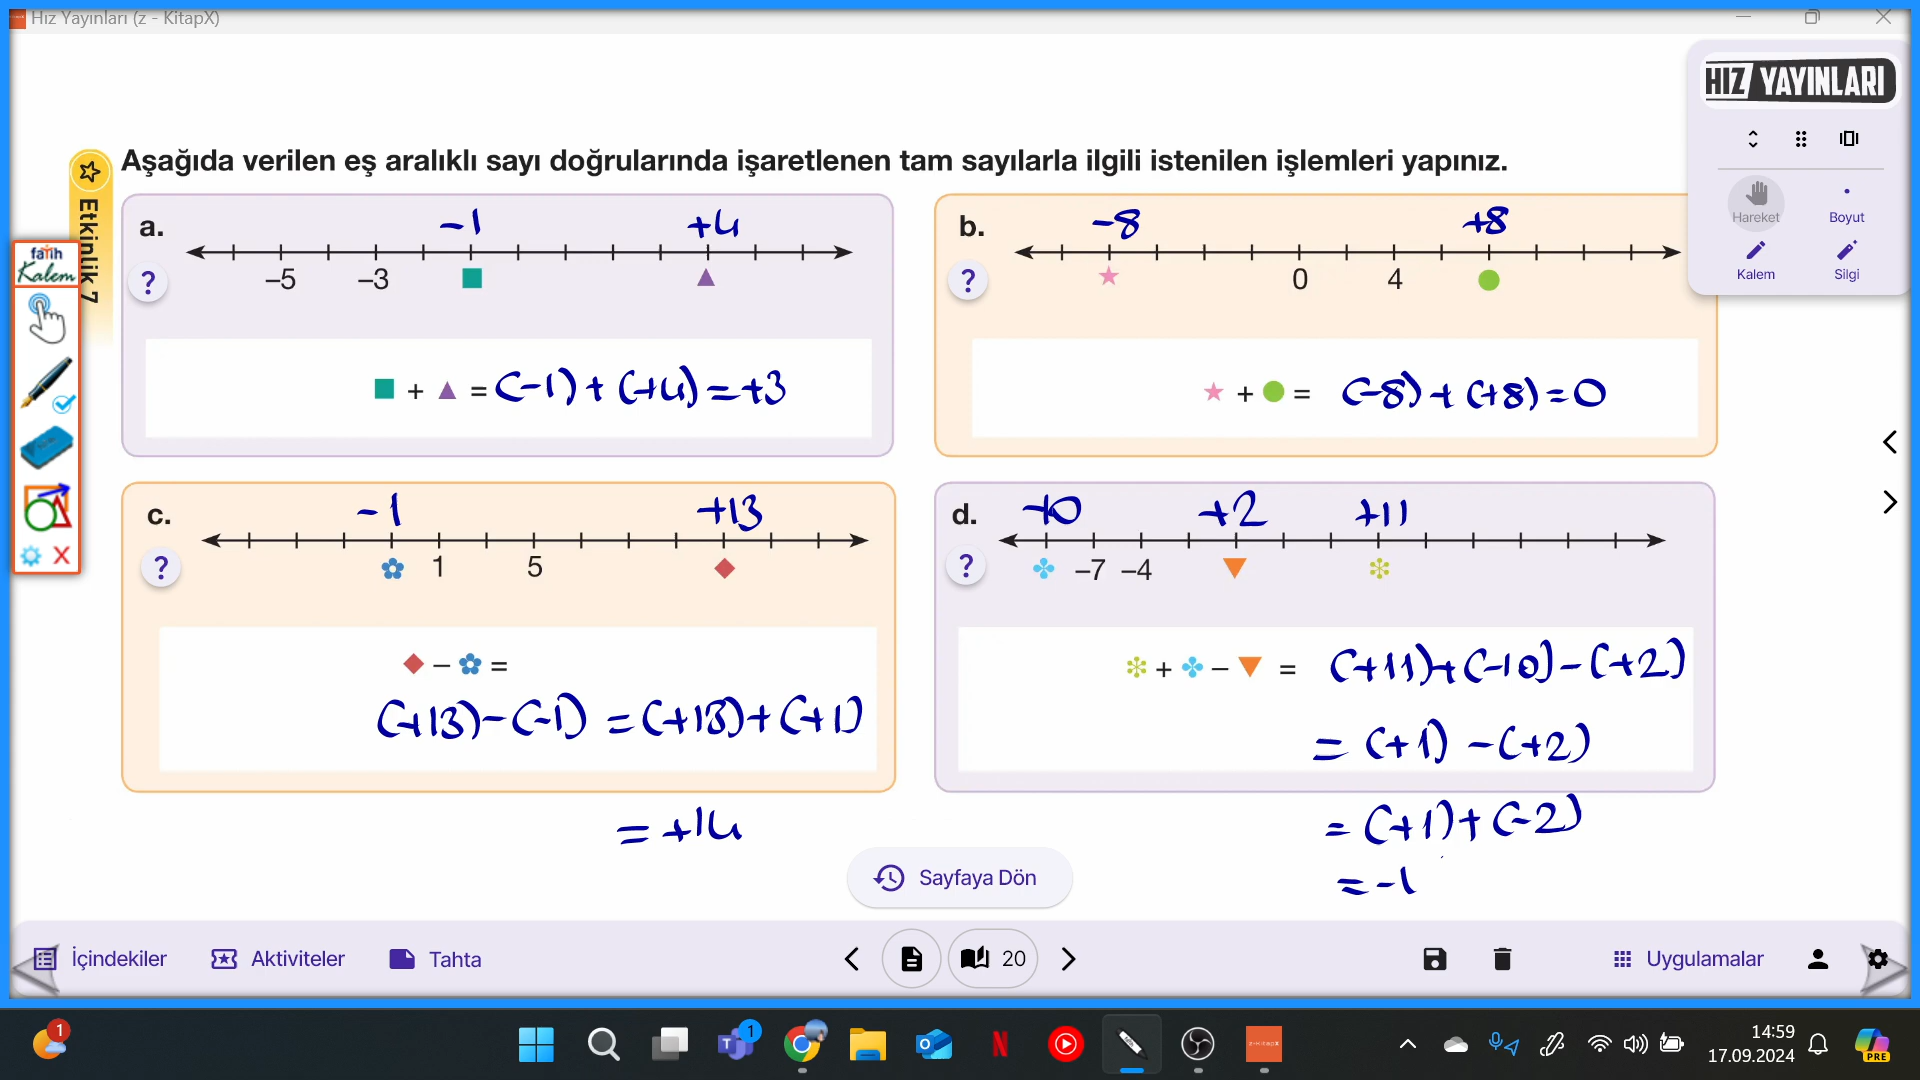 Hız Yayınları (z - KitapX)
HIZ YAYINLARI
Hareket Boyut
Kalem Silgi
fatih
Kalem
Etkinlik 7
Aşağıda verilen eş aralıklı sayı doğrularında işaretlenen tam sayılarla ilgili istenilen işlemleri yapınız.
a. -1 +4
? –5 –3
+ = (-1) + (+4) = +3
b. -8 +8
? 0 4
+ = (-8) + (+8) = 0
c. -1 +13
? 1 5
– =
(+13) - (-1) = (+13) + (+1)
= +14
d. -10 +2 +11
? –7 –4
+ – = (+11) + (-10) - (+2)
= (+1) - (+2)
= (+1) + (-2)
= -1
Sayfaya Dön
İçindekiler Aktiviteler Tahta 20 Uygulamalar
1 1 14:59
17.09.2024
PRE